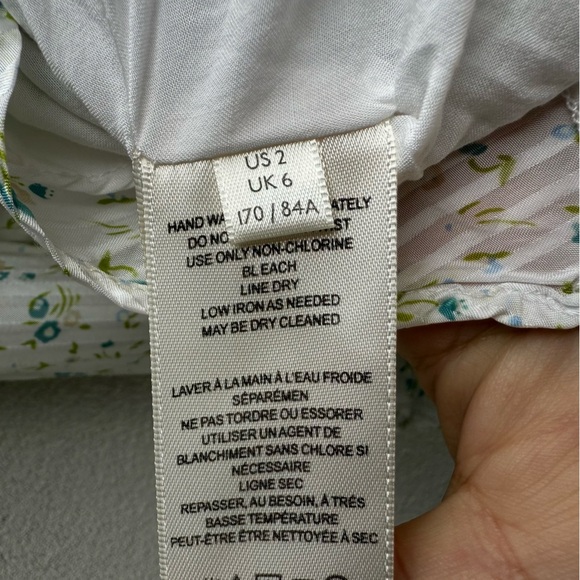 US 2
UK 6
170 / 84A
HAND WA ATELY
DO NO ST
USE ONLY NON-CHLORINE
BLEACH
LINE DRY
LOW IRON AS NEEDED
MAY BE DRY CLEANED
LAVER À LA MAIN À L'EAU FROIDE
SÉPARÉMEN
NE PAS TORDRE OU ESSORER
UTILISER UN AGENT DE
BLANCHIMENT SANS CHLORE SI
NÉCESSAIRE
LIGNE SEC
REPASSER, AU BESOIN, À TRÉS
BASSE TEMPÉRATURE
PEUT-ÊTRE ÊTRE NETTOYÉE À SEC